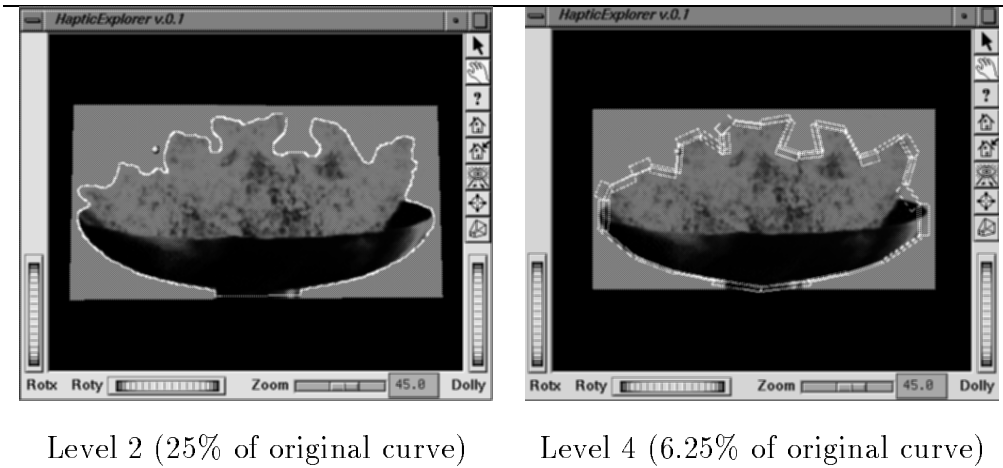 HapticExplorer v.0.1
?
Rotx Roty Zoom 45.0 Dolly
Level 2 (25% of original curve)
HapticExplorer v.0.1
?
Rotx Roty Zoom 45.0 Dolly
Level 4 (6.25% of original curve)